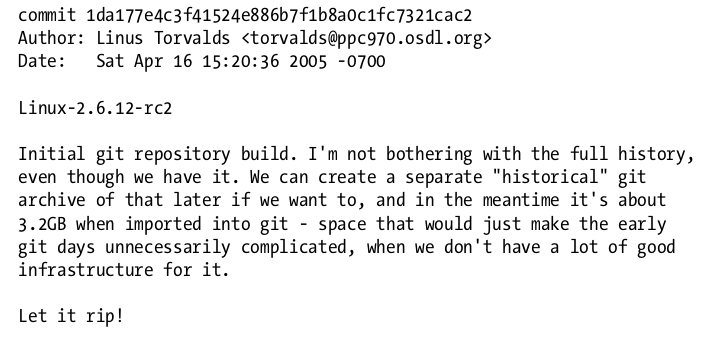 commit 1da177e4c3f41524e886b7f1b8a0c1fc7321cac2
Author: Linus Torvalds <torvalds@ppc970.osdl.org>
Date:   Sat Apr 16 15:20:36 2005 -0700

Linux-2.6.12-rc2

Initial git repository build. I'm not bothering with the full history,
even though we have it. We can create a separate "historical" git
archive of that later if we want to, and in the meantime it's about
3.2GB when imported into git - space that would just make the early
git days unnecessarily complicated, when we don't have a lot of good
infrastructure for it.

Let it rip!